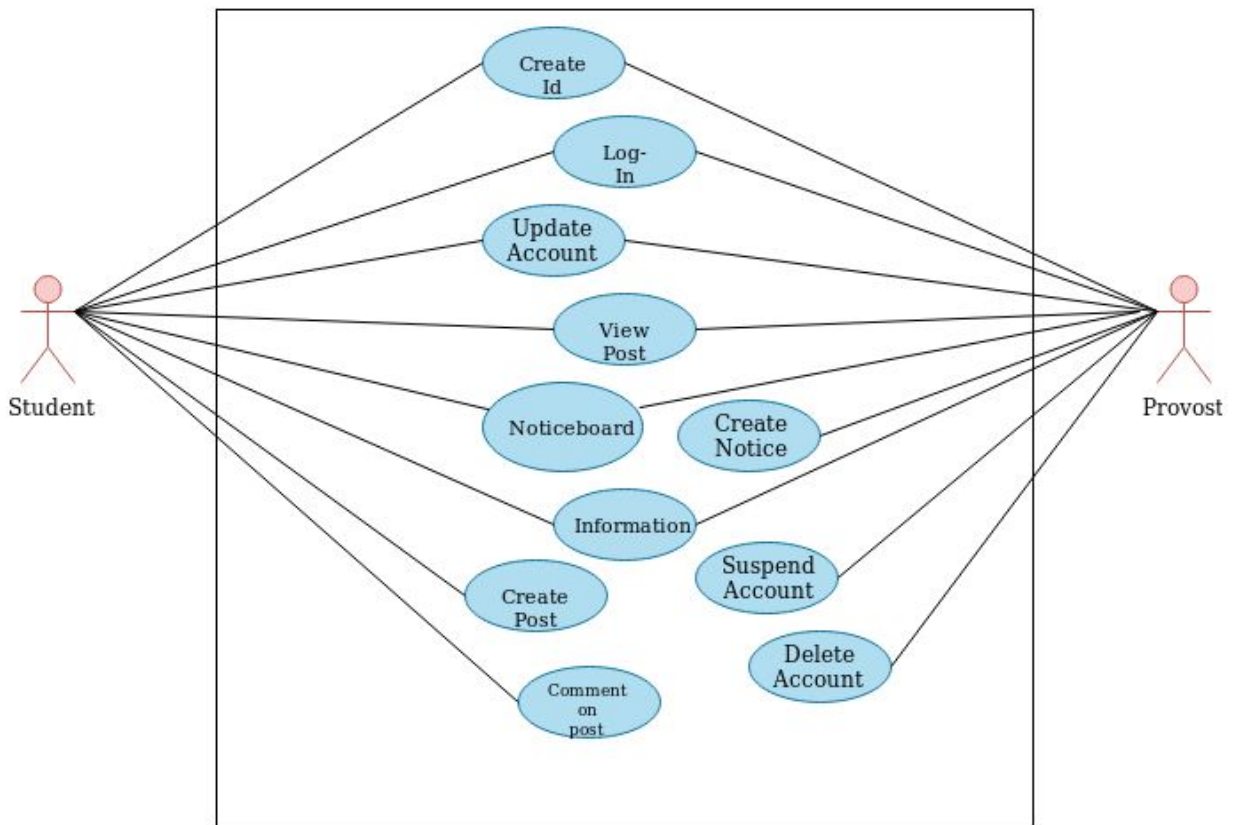 Create
Id
Log-
In
Update
Account
View
Post
Student
Provost
Noticeboard
Create
Notice
Information
Suspend
Account
Create
Post
Delete
Account
Comment
on
post